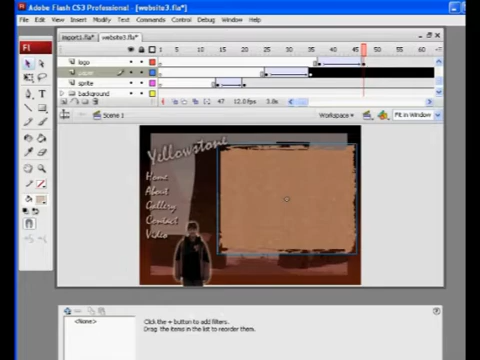 Adobe Flash CS3 Professional - [website3.fla*]
File Edit View Insert Modify Text Commands Control Debug Window Help
import1.fla* website3.fla*
1 5 10 15 20 25 30 35 40 45 50 55 60
logo
paper
sprite
background
47 12.0 fps 3.8s
Scene 1 Workspace Fit in Window
Fl
Yellowstone
Home
About
Gallery
Contact
Video
<None>
Click the + button to add filters.
Drag the items in the list to reorder them.